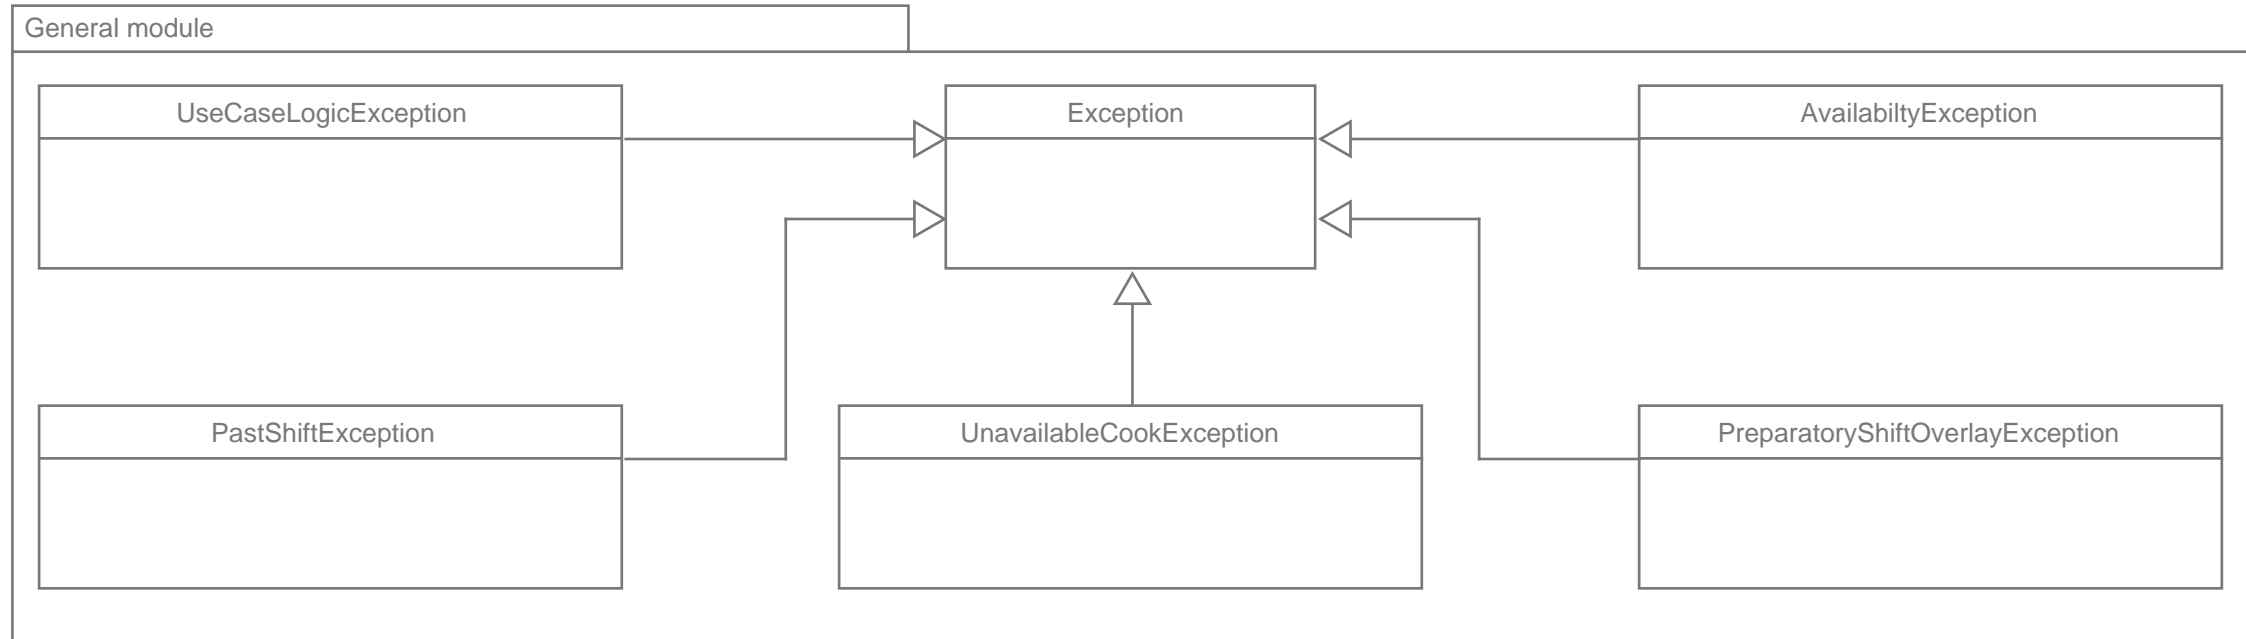 General module
UseCaseLogicException
Exception
AvailabiltyException
PastShiftException
UnavailableCookException
PreparatoryShiftOverlayException